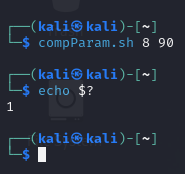 ┌──(kali㉿kali)-[~]
└─$ compParam.sh 8 90
┌──(kali㉿kali)-[~]
└─$ echo $?
1
┌──(kali㉿kali)-[~]
└─$